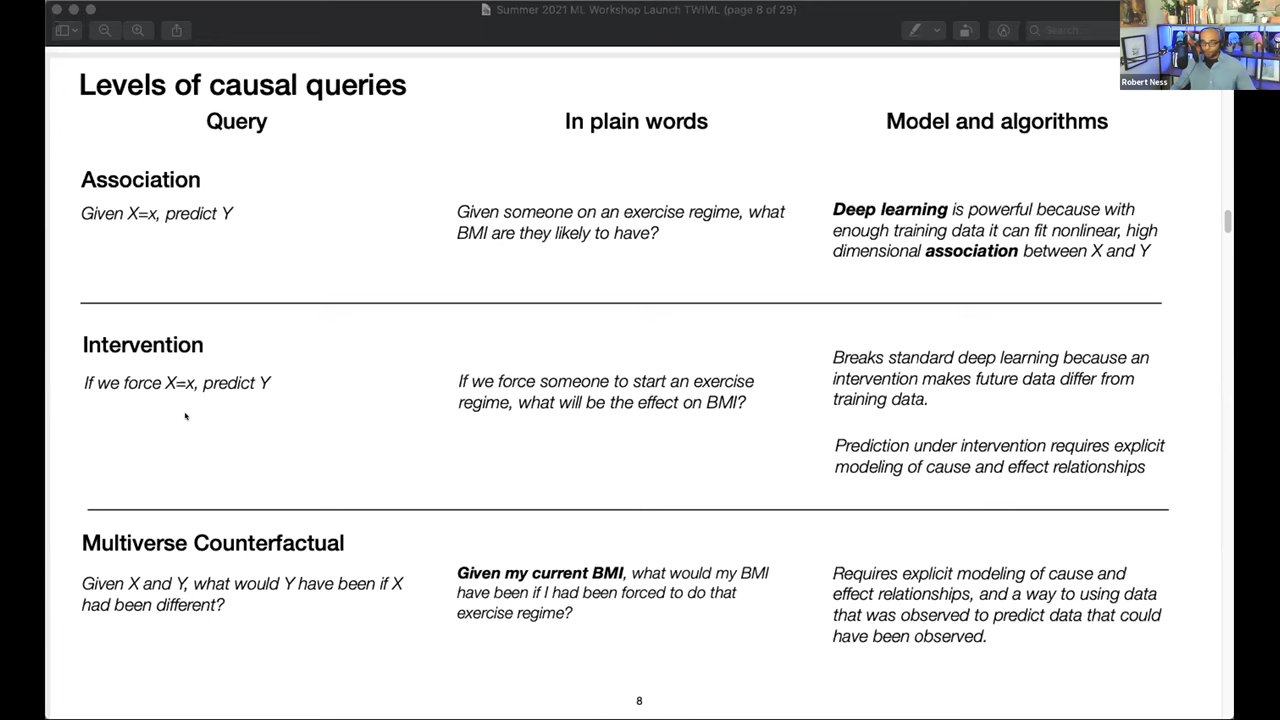 Summer 2021 ML Workshop Launch TWIML (page 8 of 29)
Search
Robert Ness
Levels of causal queries
Query
In plain words
Model and algorithms
Association
Given X=x, predict Y
Given someone on an exercise regime, what
BMI are they likely to have?
Deep learning is powerful because with
enough training data it can fit nonlinear, high
dimensional association between X and Y
Intervention
If we force X=x, predict Y
If we force someone to start an exercise
regime, what will be the effect on BMI?
Breaks standard deep learning because an
intervention makes future data differ from
training data.
Prediction under intervention requires explicit
modeling of cause and effect relationships
Multiverse Counterfactual
Given X and Y, what would Y have been if X
had been different?
Given my current BMI, what would my BMI
have been if I had been forced to do that
exercise regime?
Requires explicit modeling of cause and
effect relationships, and a way to using data
that was observed to predict data that could
have been observed.
8